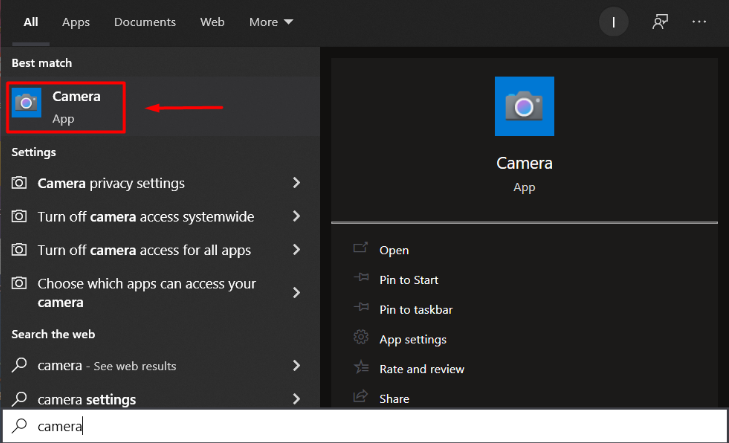 All Apps Documents Web More
I
Best match
Camera
App
Settings
Camera privacy settings
Turn off camera access systemwide
Turn off camera access for all apps
Choose which apps can access your
camera
Search the web
camera - See web results
camera settings
camera
Camera
App
Open
Pin to Start
Pin to taskbar
App settings
Rate and review
Share